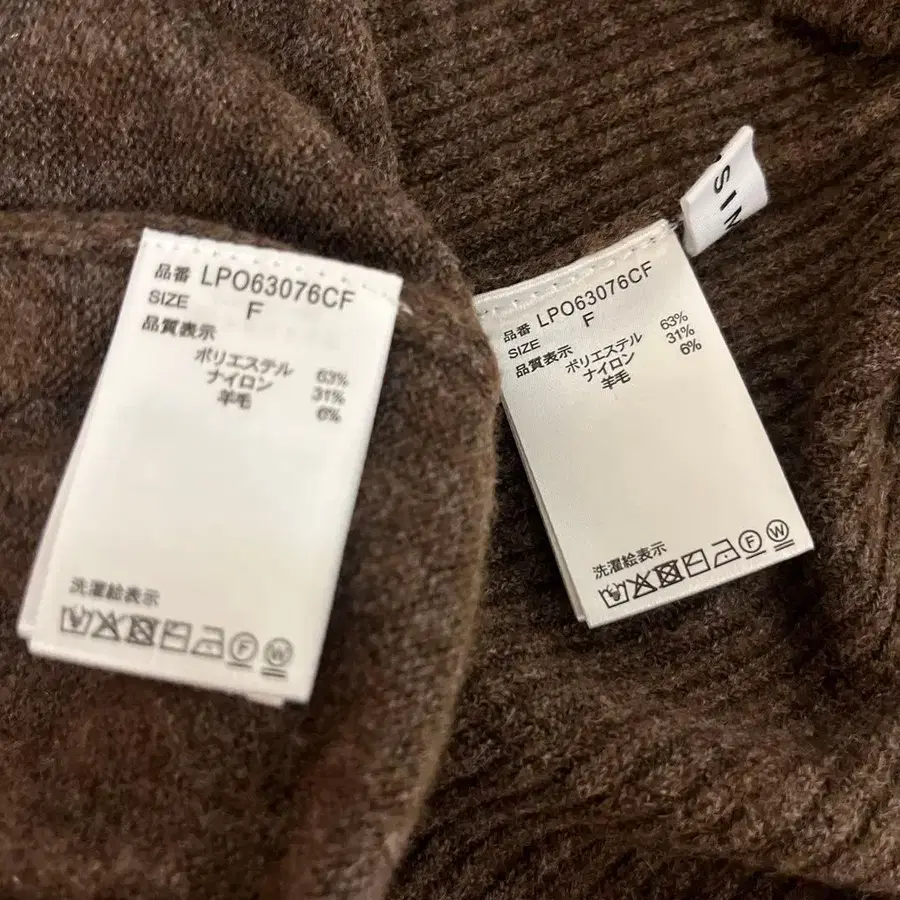 品番 LPO63076CF
SIZE F
品質表示
ポリエステル 63%
ナイロン 31%
羊毛 6%
洗濯絵表示
F W
品番 LPO63076CF
SIZE F
品質表示
ポリエステル 63%
ナイロン 31%
羊毛 6%
洗濯絵表示
F W